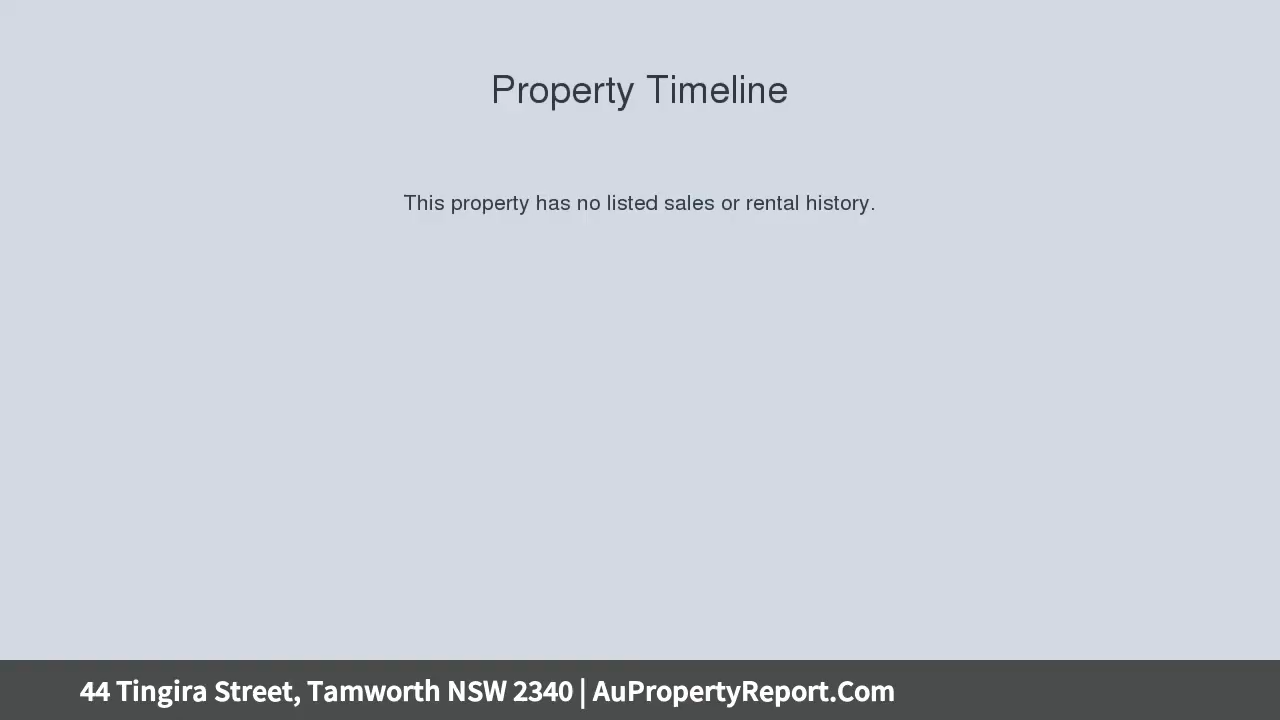 Property Timeline
This property has no listed sales or rental history.
44 Tingira Street, Tamworth NSW 2340 | AuPropertyReport.Com